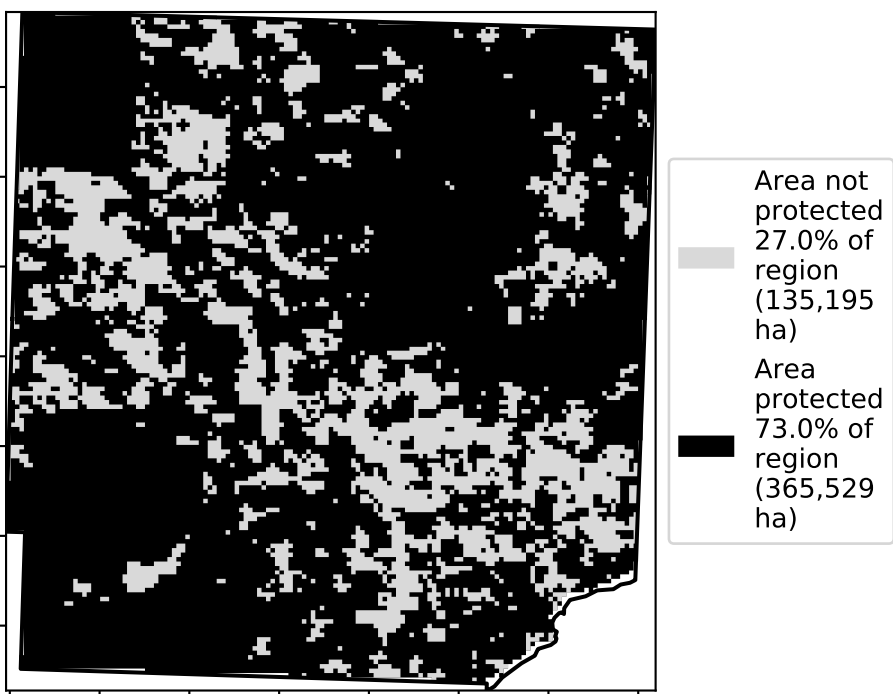 Area not
protected
27.0% of
region
(135,195
ha)
Area
protected
73.0% of
region
(365,529
ha)